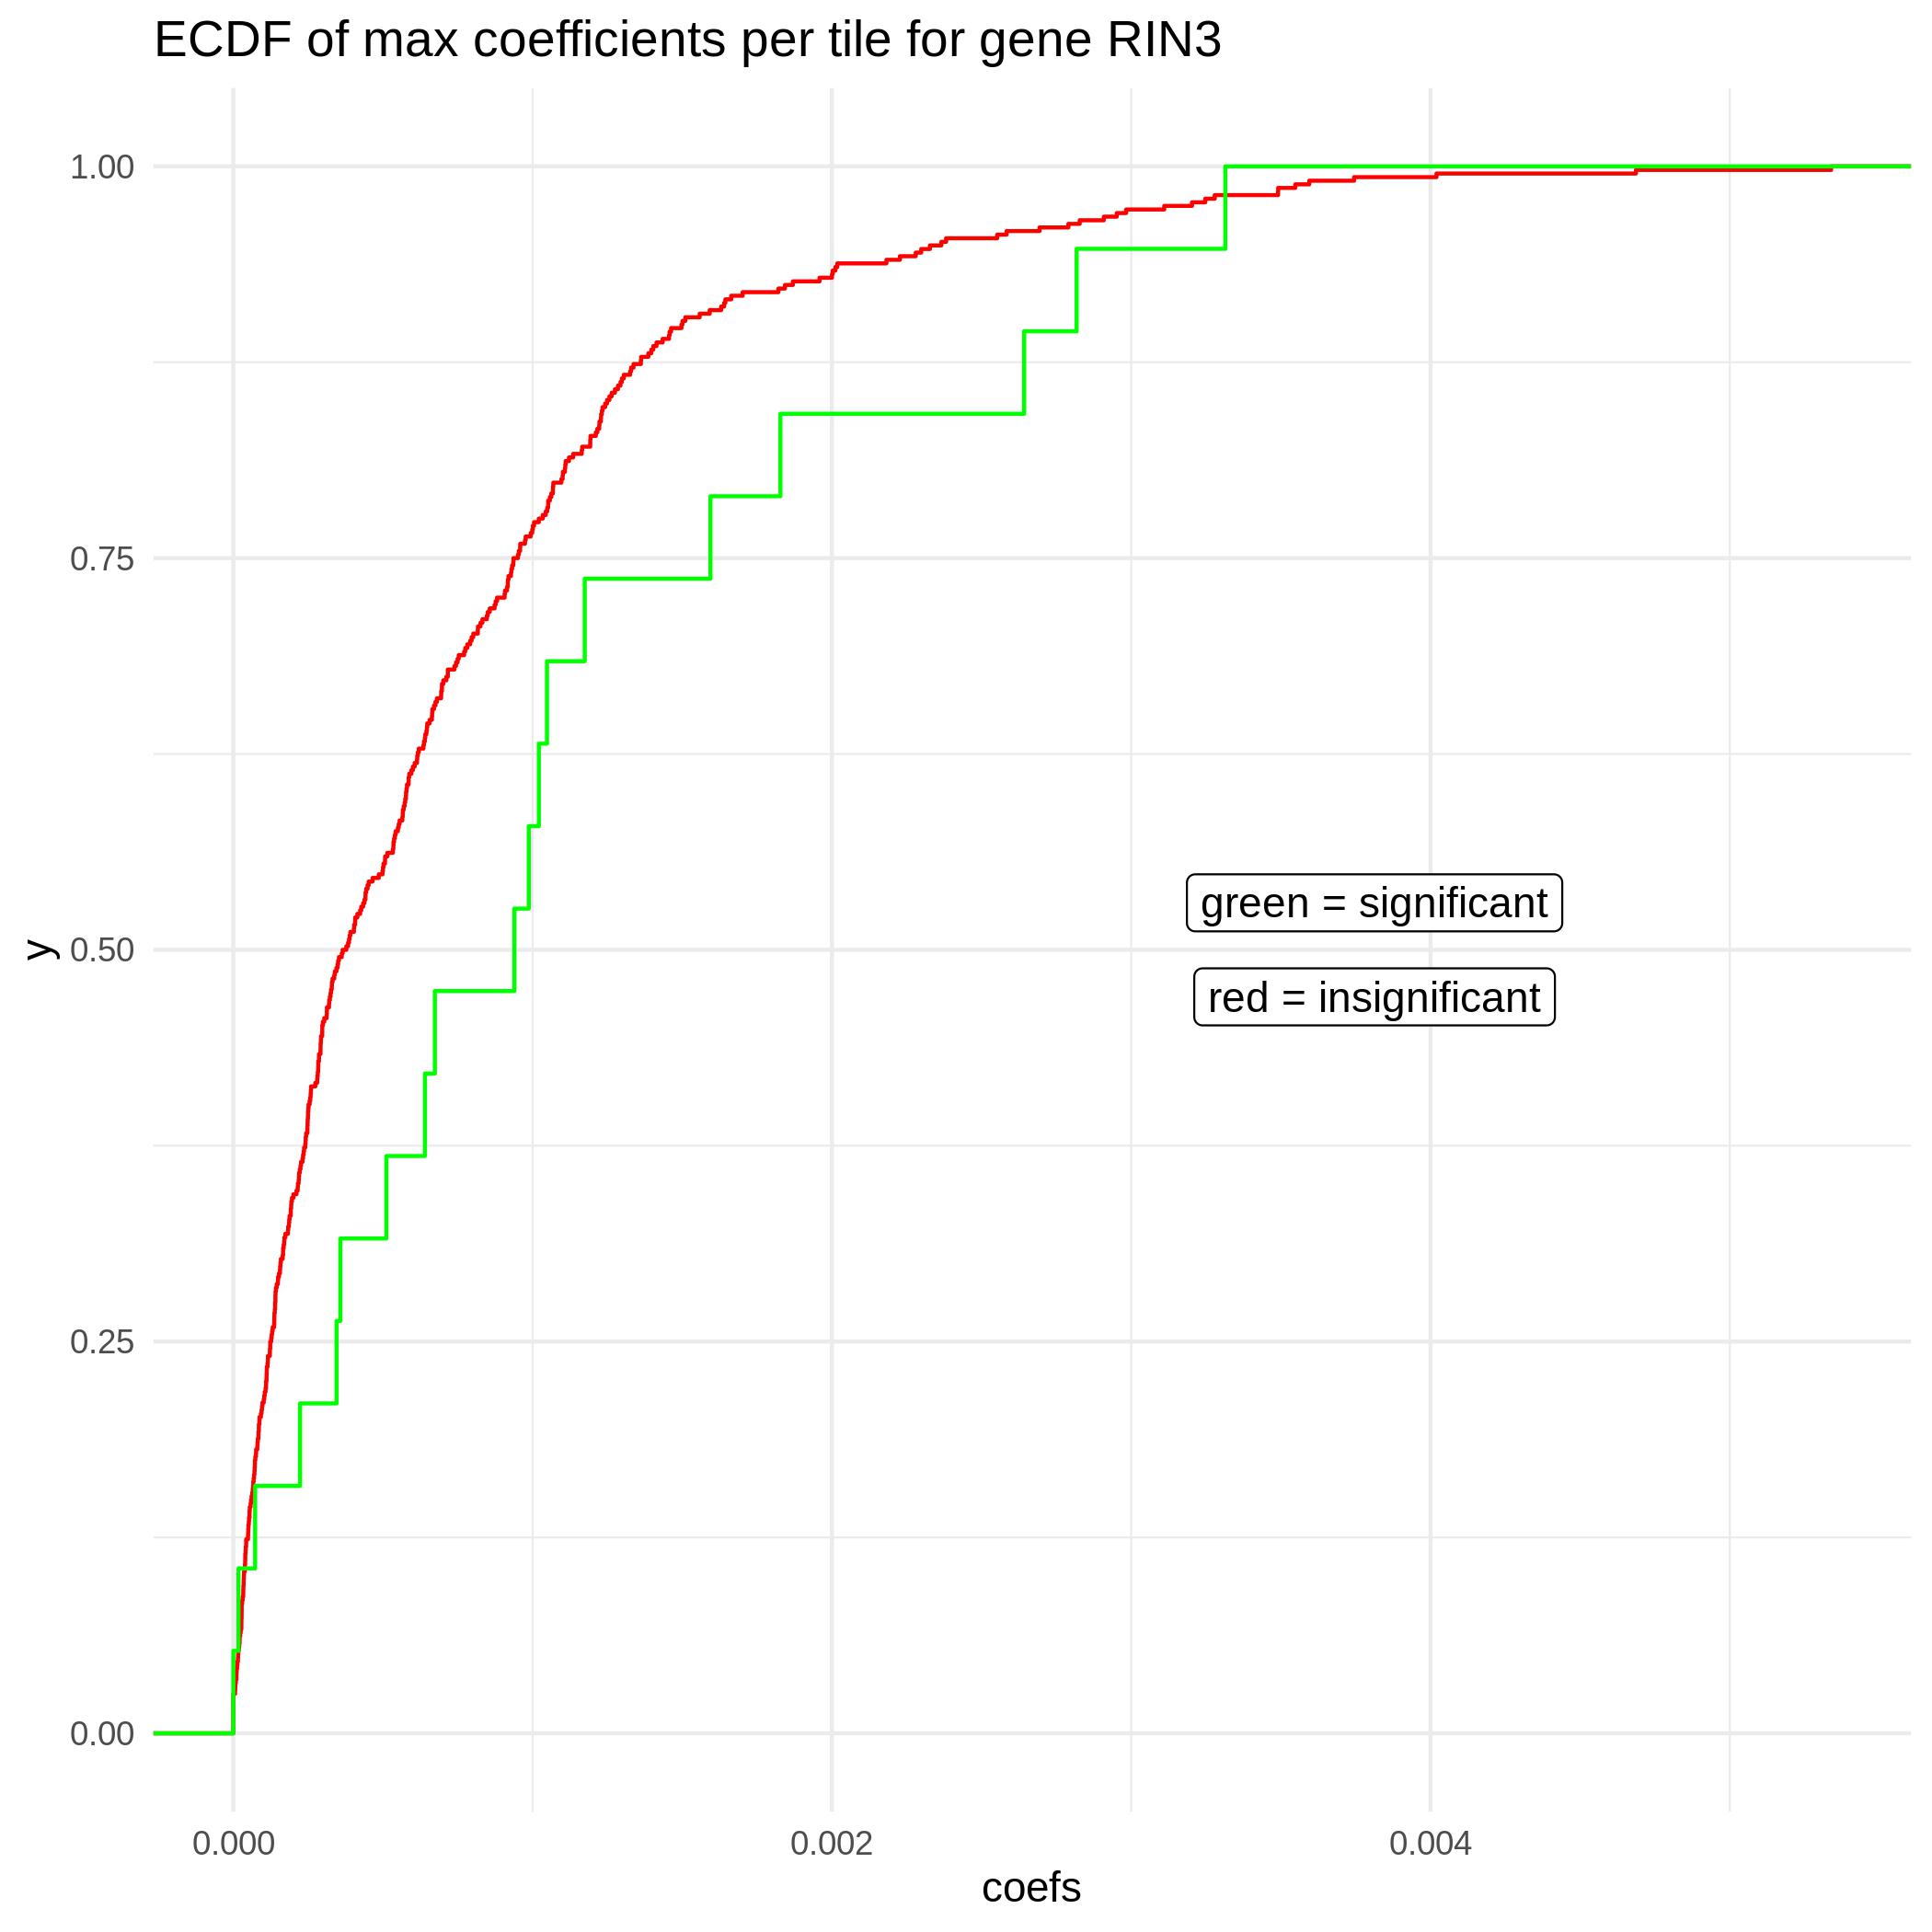 ECDF of max coefficients per tile for gene RIN3
1.00
0.75
0.50
0.25
0.00
y
green = significant
red = insignificant
0.000
0.002
0.004
coefs